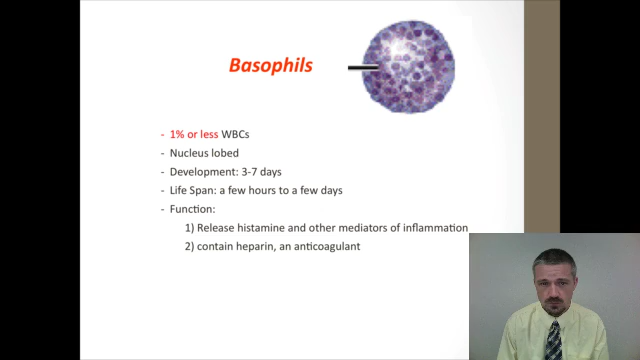 Basophils
- 1% or less WBCs
- Nucleus lobed
- Development: 3-7 days
- Life Span: a few hours to a few days
- Function:
1) Release histamine and other mediators of inflammation
2) contain heparin, an anticoagulant